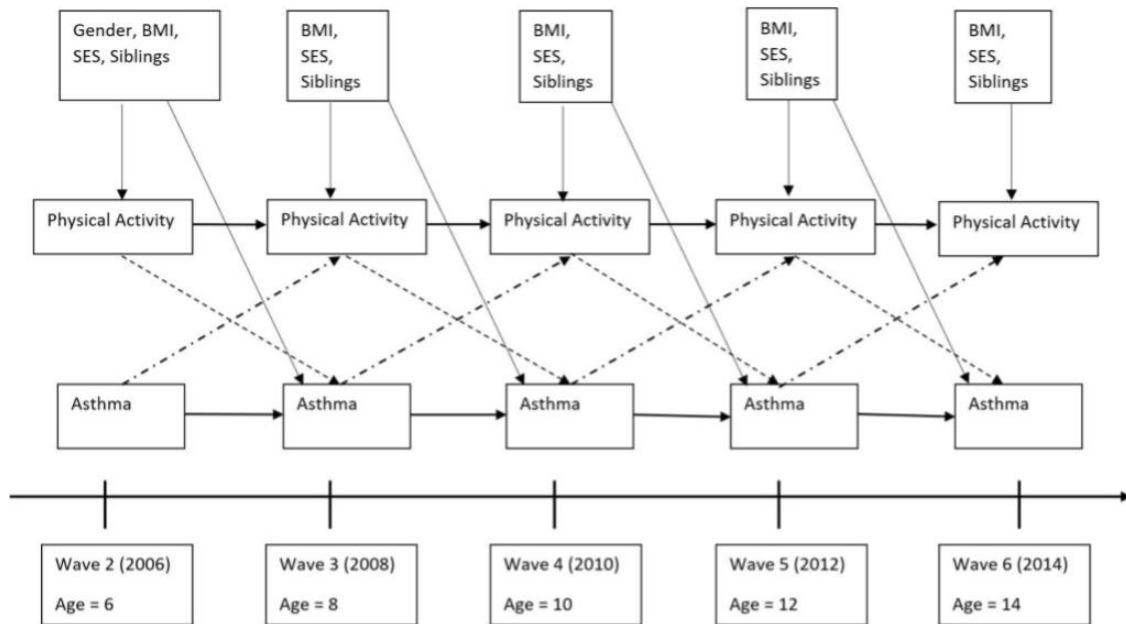 Gender, BMI,
SES, Siblings
BMI,
SES,
Siblings
BMI,
SES,
Siblings
BMI,
SES,
Siblings
BMI,
SES,
Siblings
Physical Activity
Physical Activity
Physical Activity
Physical Activity
Physical Activity
Asthma
Asthma
Asthma
Asthma
Asthma
Wave 2 (2006)
Age = 6
Wave 3 (2008)
Age = 8
Wave 4 (2010)
Age = 10
Wave 5 (2012)
Age = 12
Wave 6 (2014)
Age = 14